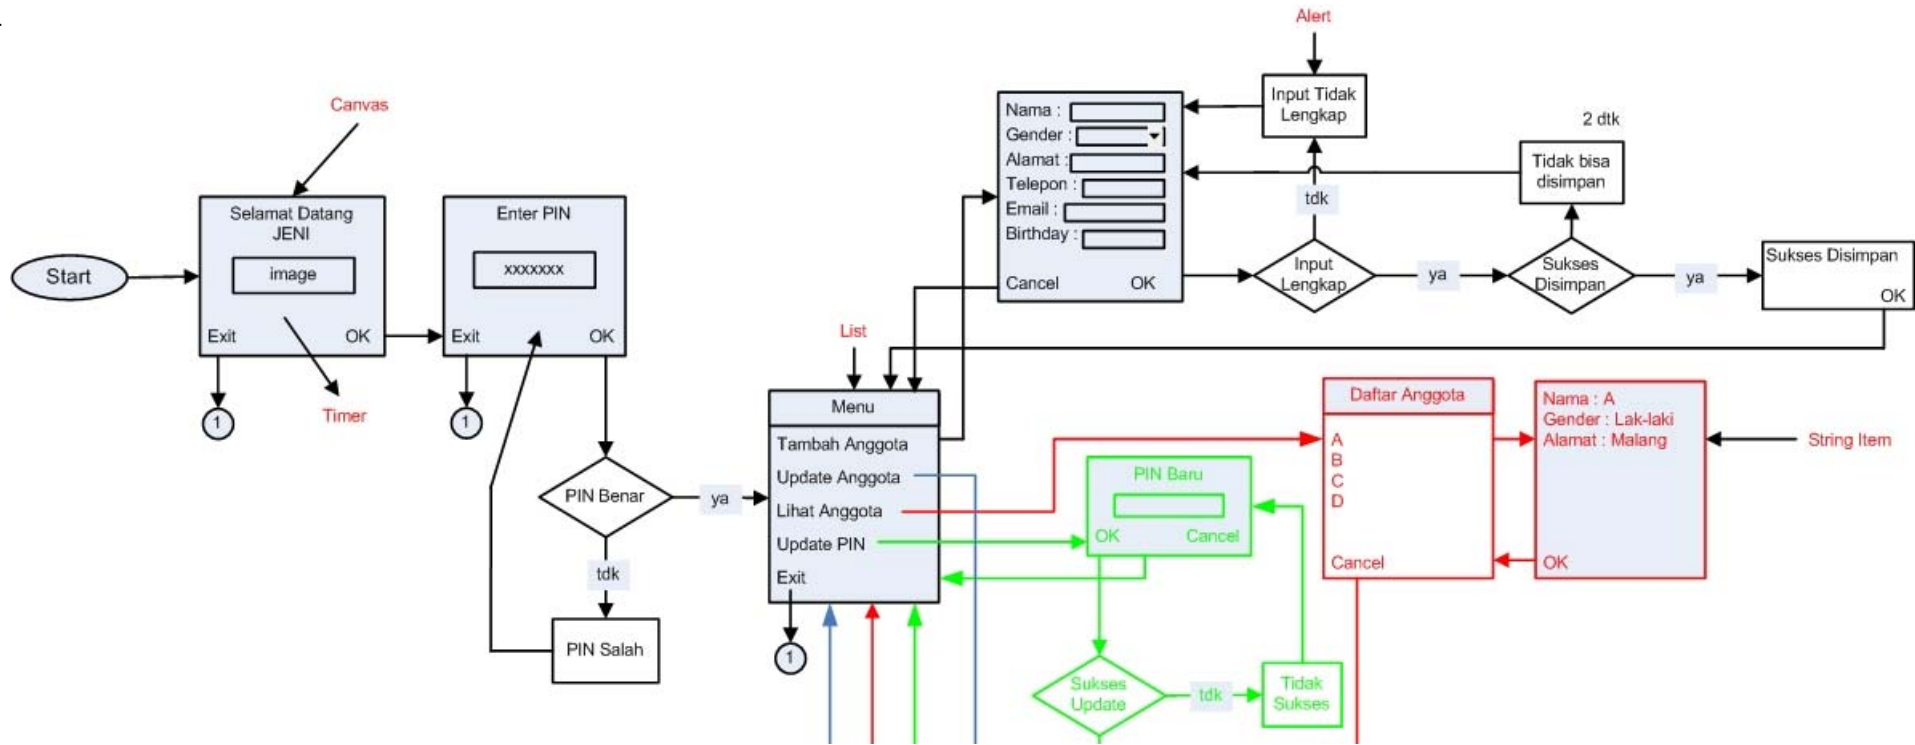 Start
Canvas
Selamat Datang
JENI
image
Exit OK
1
Timer
Enter PIN
xxxxxxx
Exit OK
1
PIN Benar
ya
tdk
PIN Salah
List
Menu
Tambah Anggota
Update Anggota
Lihat Anggota
Update PIN
Exit
1
Nama :
Gender :
Alamat :
Telepon :
Email :
Birthday :
Cancel OK
Alert
Input Tidak
Lengkap
tdk
Input
Lengkap
ya
2 dtk
Tidak bisa
disimpan
Sukses
Disimpan
ya
Sukses Disimpan
OK
PIN Baru
OK Cancel
Sukses
Update
tdk
Tidak
Sukses
Daftar Anggota
A
B
C
D
Cancel
Nama : A
Gender : Lak-laki
Alamat : Malang
OK
String Item